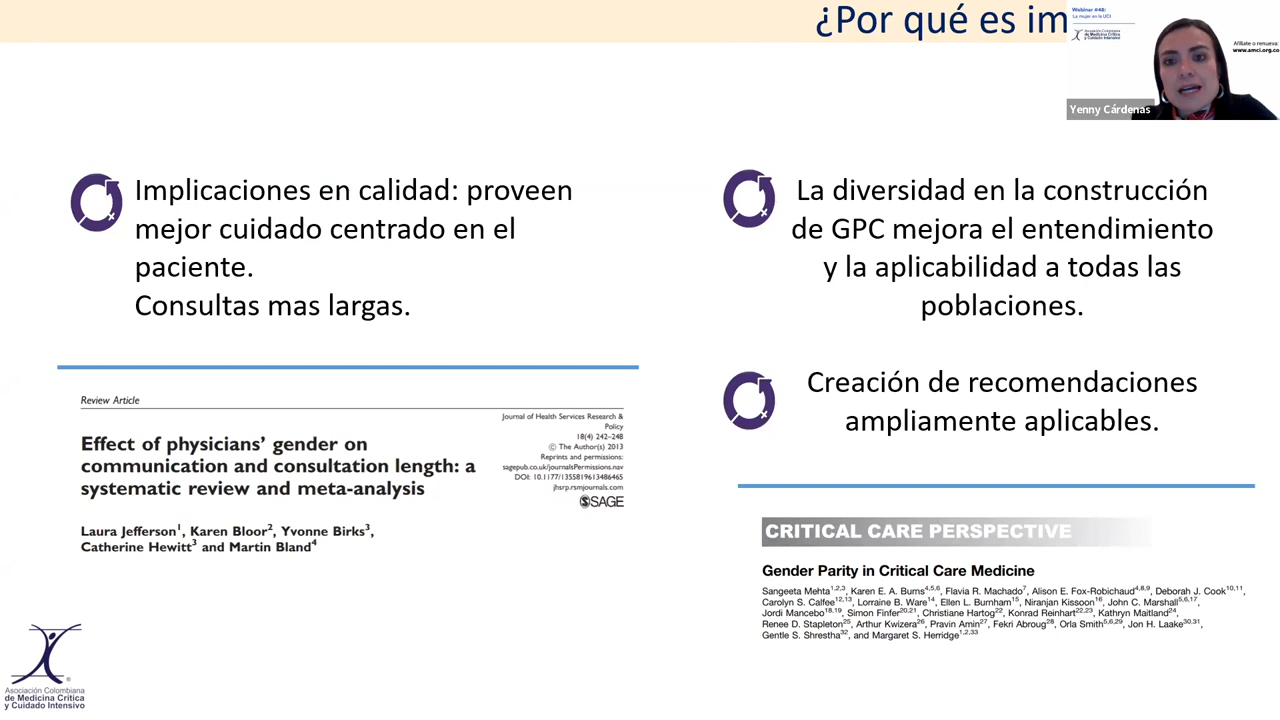 ¿Por qué es im
Webinar #48:
La mujer en la UCI
Asociación Colombiana
de Medicina Crítica
y Cuidado Intensivo
Afíliate o renueva:
www.amci.org.co
Yenny Cárdenas
Implicaciones en calidad: proveen
mejor cuidado centrado en el
paciente.
Consultas mas largas.
Review Article
Journal of Health Services Research &
Policy
18(4) 242–248
© The Author(s) 2013
Reprints and permissions:
sagepub.co.uk/journalsPermissions.nav
DOI: 10.1177/1355819613486465
jhsrp.rsmjournals.com
SAGE
Effect of physicians’ gender on
communication and consultation length: a
systematic review and meta-analysis
Laura Jefferson1, Karen Bloor2, Yvonne Birks3,
Catherine Hewitt3 and Martin Bland4
La diversidad en la construcción
de GPC mejora el entendimiento
y la aplicabilidad a todas las
poblaciones.
Creación de recomendaciones
ampliamente aplicables.
CRITICAL CARE PERSPECTIVE
Gender Parity in Critical Care Medicine
Sangeeta Mehta1,2,3, Karen E. A. Burns4,5,6, Flavia R. Machado7, Alison E. Fox-Robichaud4,8,9, Deborah J. Cook10,11,
Carolyn S. Calfee12,13, Lorraine B. Ware14, Ellen L. Burnham15, Niranjan Kissoon16, John C. Marshall5,6,17,
Jordi Mancebo18,19, Simon Finfer20,21, Christiane Hartog22, Konrad Reinhart22,23, Kathryn Maitland24,
Renee D. Stapleton25, Arthur Kwizera26, Pravin Amin27, Fekri Abroug28, Orla Smith5,6,29, Jon H. Laake30,31,
Gentle S. Shrestha32, and Margaret S. Herridge1,2,33
®
Asociación Colombiana
de Medicina Crítica
y Cuidado Intensivo